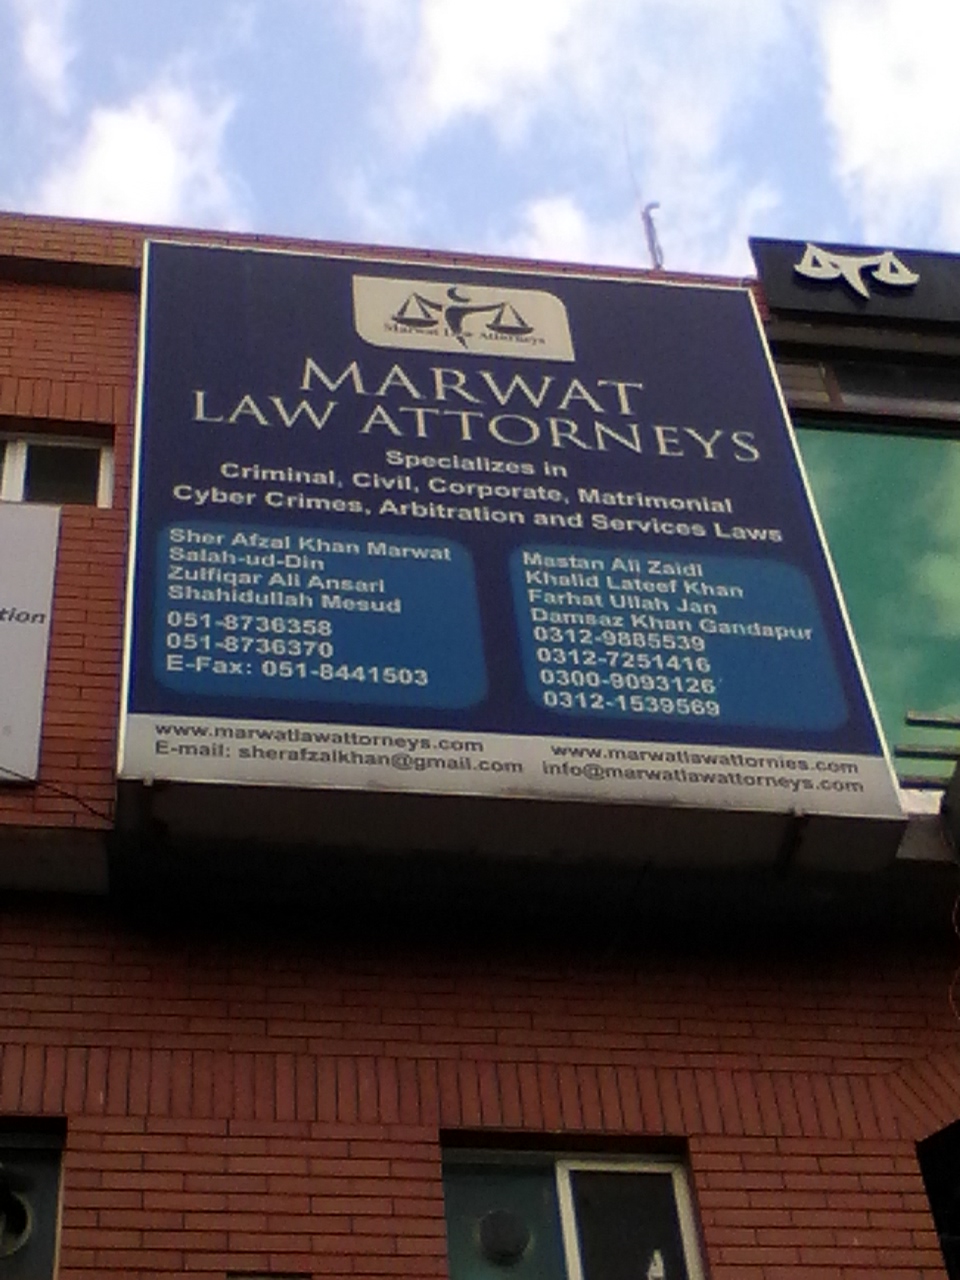 Marwat Law Attorneys
MARWAT
LAW ATTORNEYS
Specializes in
Criminal, Civil, Corporate, Matrimonial
Cyber Crimes, Arbitration and Services Laws
Sher Afzal Khan Marwat
Salah-ud-Din
Zulfiqar Ali Ansari
Shahidullah Mesud
051-8736358
051-8736370
E-Fax: 051-8441503
Mastan Ali Zaidi
Khalid Lateef Khan
Farhat Ullah Jan
Damsaz Khan Gandapur
0312-9885539
0312-7251416
0300-9093126
0312-1539569
www.marwatlawattorneys.com
E-mail: sherafzalkhan@gmail.com
www.marwatlawattornies.com
info@marwatlawattorneys.com
tion